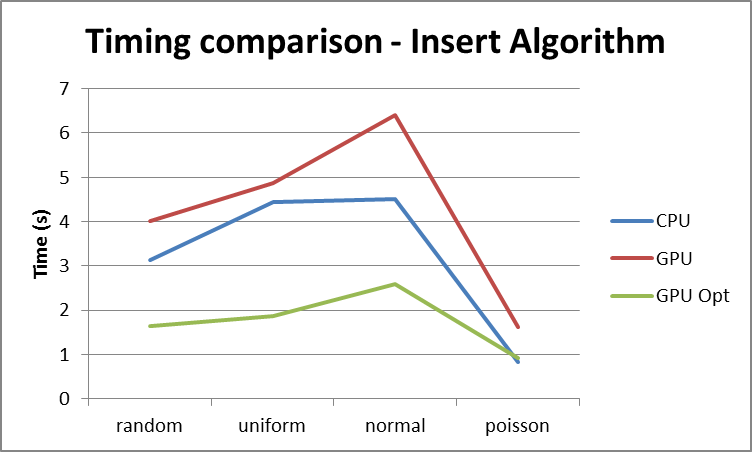 Timing comparison - Insert Algorithm
7
6
5
4
3
2
1
0
Time (s)
random uniform normal poisson
CPU
GPU
GPU Opt